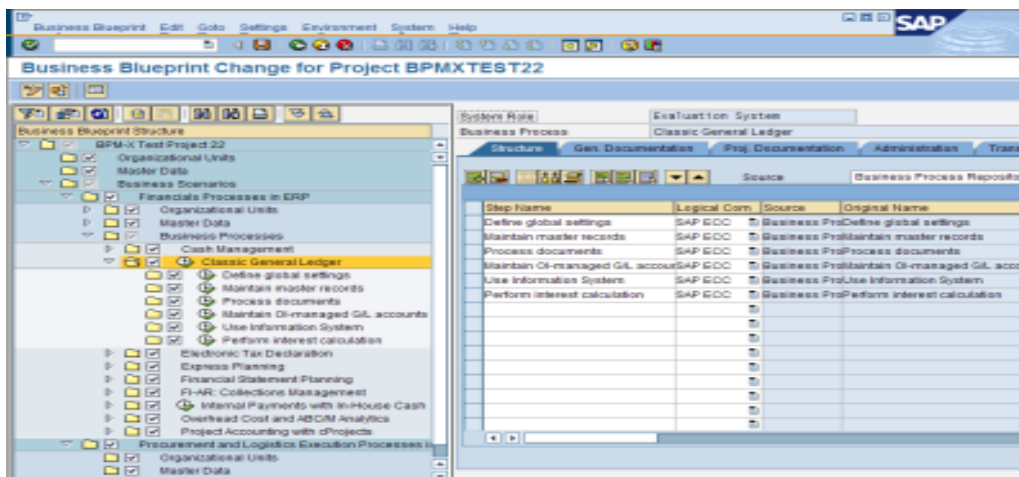 Business Blueprint Edit Goto Settings Environment System Help
SAP
Business Blueprint Change for Project BPMXTEST22
Business Blueprint Structure
BPM-X Test Project 22
Organizational Units
Master Data
Business Scenarios
Financials Processes in ERP
Organizational Units
Master Data
Business Processes
Cash Management
Classic General Ledger
Define global settings
Maintain master records
Process documents
Maintain OI-managed G/L accounts
Use Information System
Perform interest calculation
Electronic Tax Declaration
Express Planning
Financial Statement Planning
FI-AR: Collections Management
Internal Payments with In-House Cash
Overhead Cost and ABC/M Analytics
Project Accounting with cProjects
Procurement and Logistics Execution Processes i
Organizational Units
Master Data
System Role Evaluation System
Business Process Classic General Ledger
Structure Gen. Documentation Proj. Documentation Administration Tran
Source Business Process Reposito
Step Name Logical Com Source Original Name
Define global settings SAP ECC Business Pro Define global settings
Maintain master records SAP ECC Business Pro Maintain master records
Process documents SAP ECC Business Pro Process documents
Maintain OI-managed G/L accour SAP ECC Business Pro Maintain OI-managed G/L acco
Use Information System SAP ECC Business Pro Use Information System
Perform interest calculation SAP ECC Business Pro Perform interest calculation